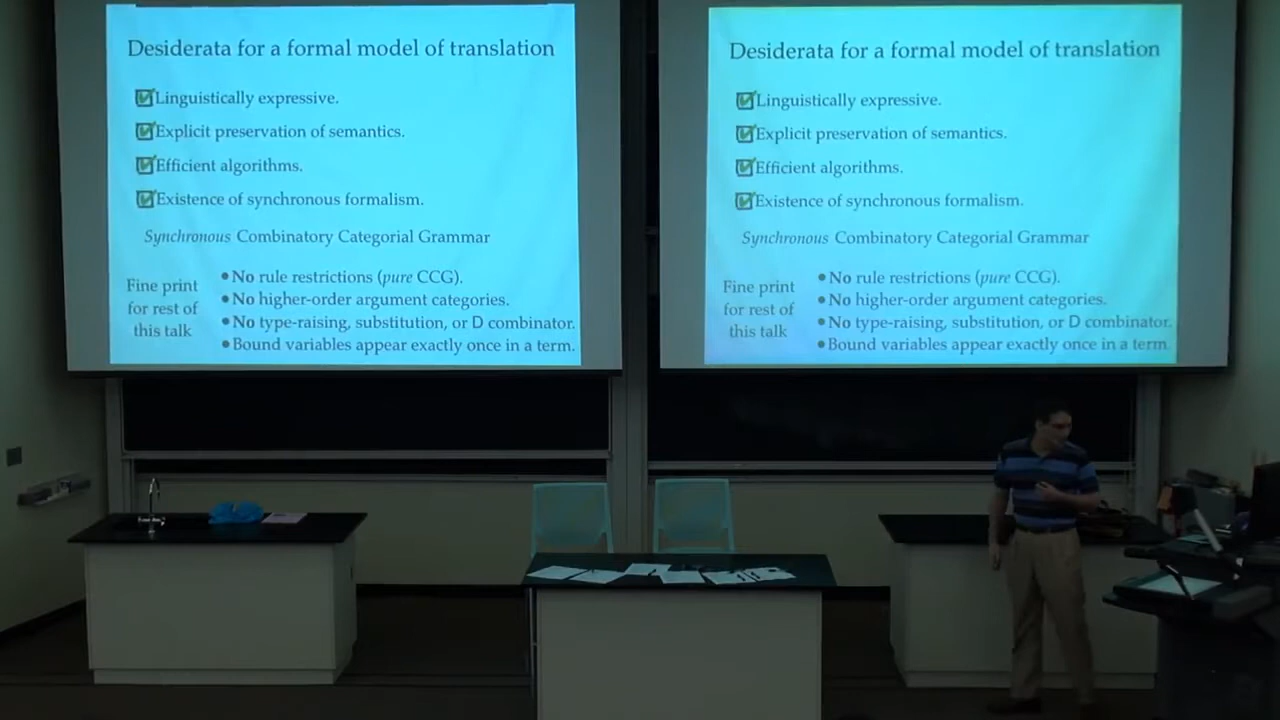 Desiderata for a formal model of translation
Linguistically expressive.
Explicit preservation of semantics.
Efficient algorithms.
Existence of synchronous formalism.
Synchronous Combinatory Categorial Grammar
Fine print
for rest of
this talk
• No rule restrictions (pure CCG).
• No higher-order argument categories.
• No type-raising, substitution, or D combinator.
• Bound variables appear exactly once in a term.
Desiderata for a formal model of translation
Linguistically expressive.
Explicit preservation of semantics.
Efficient algorithms.
Existence of synchronous formalism.
Synchronous Combinatory Categorial Grammar
Fine print
for rest of
this talk
• No rule restrictions (pure CCG).
• No higher-order argument categories.
• No type-raising, substitution, or D combinator.
• Bound variables appear exactly once in a term.